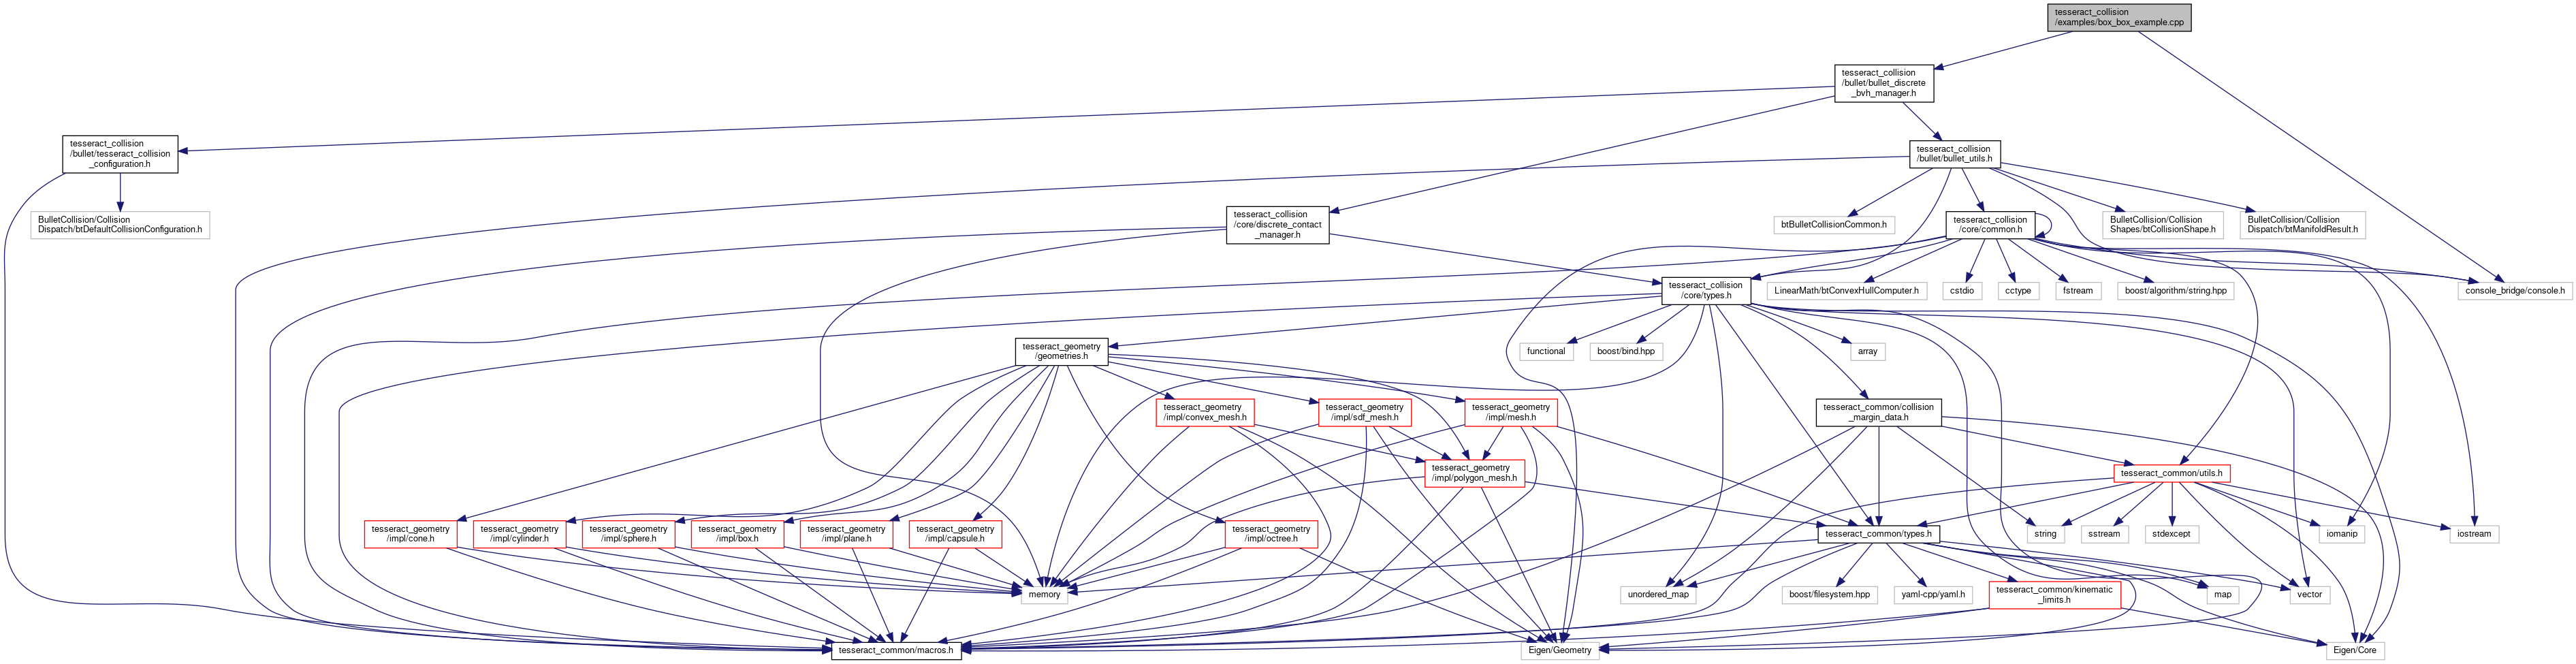 tesseract_collision
/examples/box_box_example.cpp
tesseract_collision
/bullet/bullet_discrete
_bvh_manager.h
tesseract_collision
/bullet/tesseract_collision
_configuration.h
tesseract_collision
/bullet/bullet_utils.h
BulletCollision/Collision
Dispatch/btDefaultCollisionConfiguration.h
tesseract_collision
/core/discrete_contact
_manager.h
btBulletCollisionCommon.h
tesseract_collision
/core/common.h
BulletCollision/Collision
Shapes/btCollisionShape.h
BulletCollision/Collision
Dispatch/btManifoldResult.h
tesseract_collision
/core/types.h
LinearMath/btConvexHullComputer.h
cstdio
cctype
fstream
boost/algorithm/string.hpp
console_bridge/console.h
tesseract_geometry
/geometries.h
functional
boost/bind.hpp
array
tesseract_geometry
/impl/convex_mesh.h
tesseract_geometry
/impl/sdf_mesh.h
tesseract_geometry
/impl/mesh.h
tesseract_common/collision
_margin_data.h
tesseract_geometry
/impl/polygon_mesh.h
tesseract_common/utils.h
tesseract_geometry
/impl/cone.h
tesseract_geometry
/impl/cylinder.h
tesseract_geometry
/impl/sphere.h
tesseract_geometry
/impl/box.h
tesseract_geometry
/impl/plane.h
tesseract_geometry
/impl/capsule.h
tesseract_geometry
/impl/octree.h
tesseract_common/types.h
string
sstream
stdexcept
iomanip
iostream
memory
unordered_map
boost/filesystem.hpp
yaml-cpp/yaml.h
tesseract_common/kinematic
_limits.h
map
vector
tesseract_common/macros.h
Eigen/Geometry
Eigen/Core